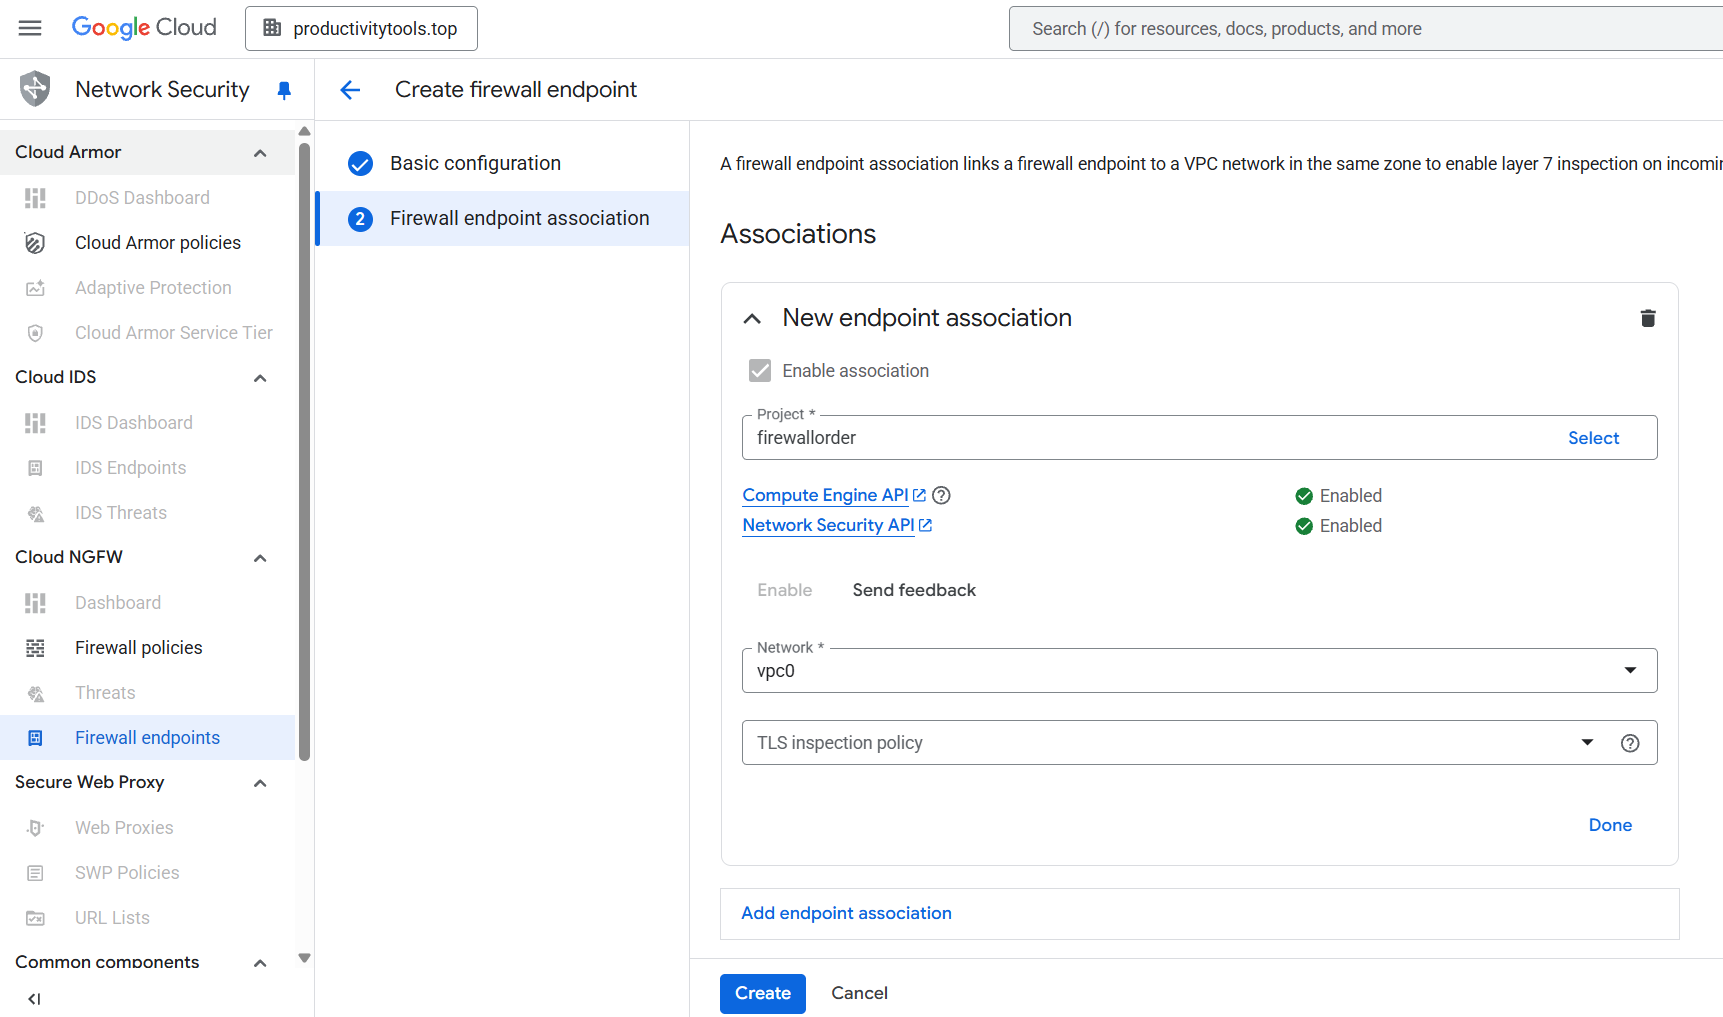 Google Cloud
productivitytools.top
Search (/) for resources, docs, products, and more
Network Security
Create firewall endpoint
Cloud Armor
DDoS Dashboard
Cloud Armor policies
Adaptive Protection
Cloud Armor Service Tier
Cloud IDS
IDS Dashboard
IDS Endpoints
IDS Threats
Cloud NGFW
Dashboard
Firewall policies
Threats
Firewall endpoints
Secure Web Proxy
Web Proxies
SWP Policies
URL Lists
Common components
Basic configuration
2 Firewall endpoint association
A firewall endpoint association links a firewall endpoint to a VPC network in the same zone to enable layer 7 inspection on
Associations
New endpoint association
Enable association
Project *
firewallorder
Select
Compute Engine API
Enabled
Network Security API
Enabled
Enable
Send feedback
Network *
vpc0
TLS inspection policy
Done
Add endpoint association
Create
Cancel